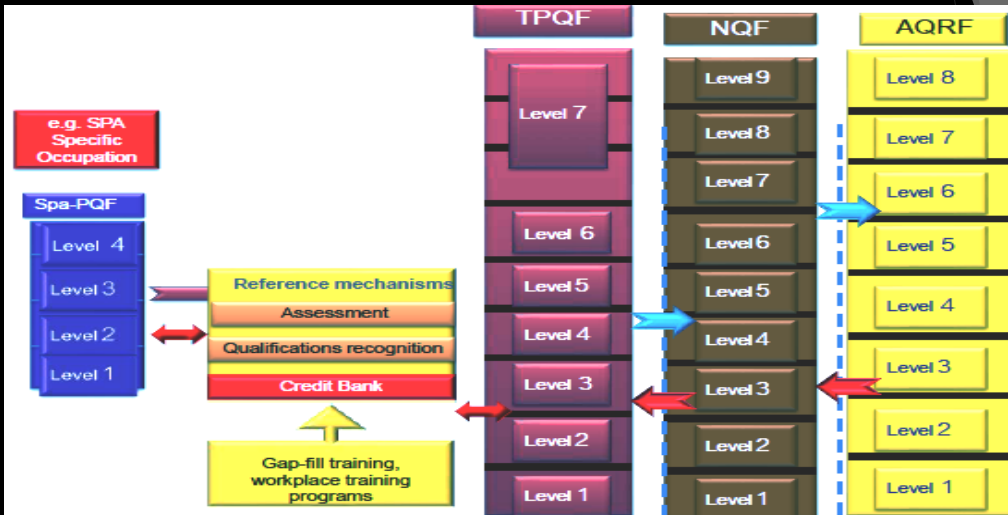 TPQF
NQF
AQRF
e.g. SPA
Specific
Occupation
Spa-PQF
Level 4
Level 3
Level 2
Level 1
Reference mechanisms
Assessment
Qualifications recognition
Credit Bank
Gap-fill training,
workplace training
programs
Level 7
Level 6
Level 5
Level 4
Level 3
Level 2
Level 1
Level 9
Level 8
Level 7
Level 6
Level 5
Level 4
Level 3
Level 2
Level 1
Level 8
Level 7
Level 6
Level 5
Level 4
Level 3
Level 2
Level 1